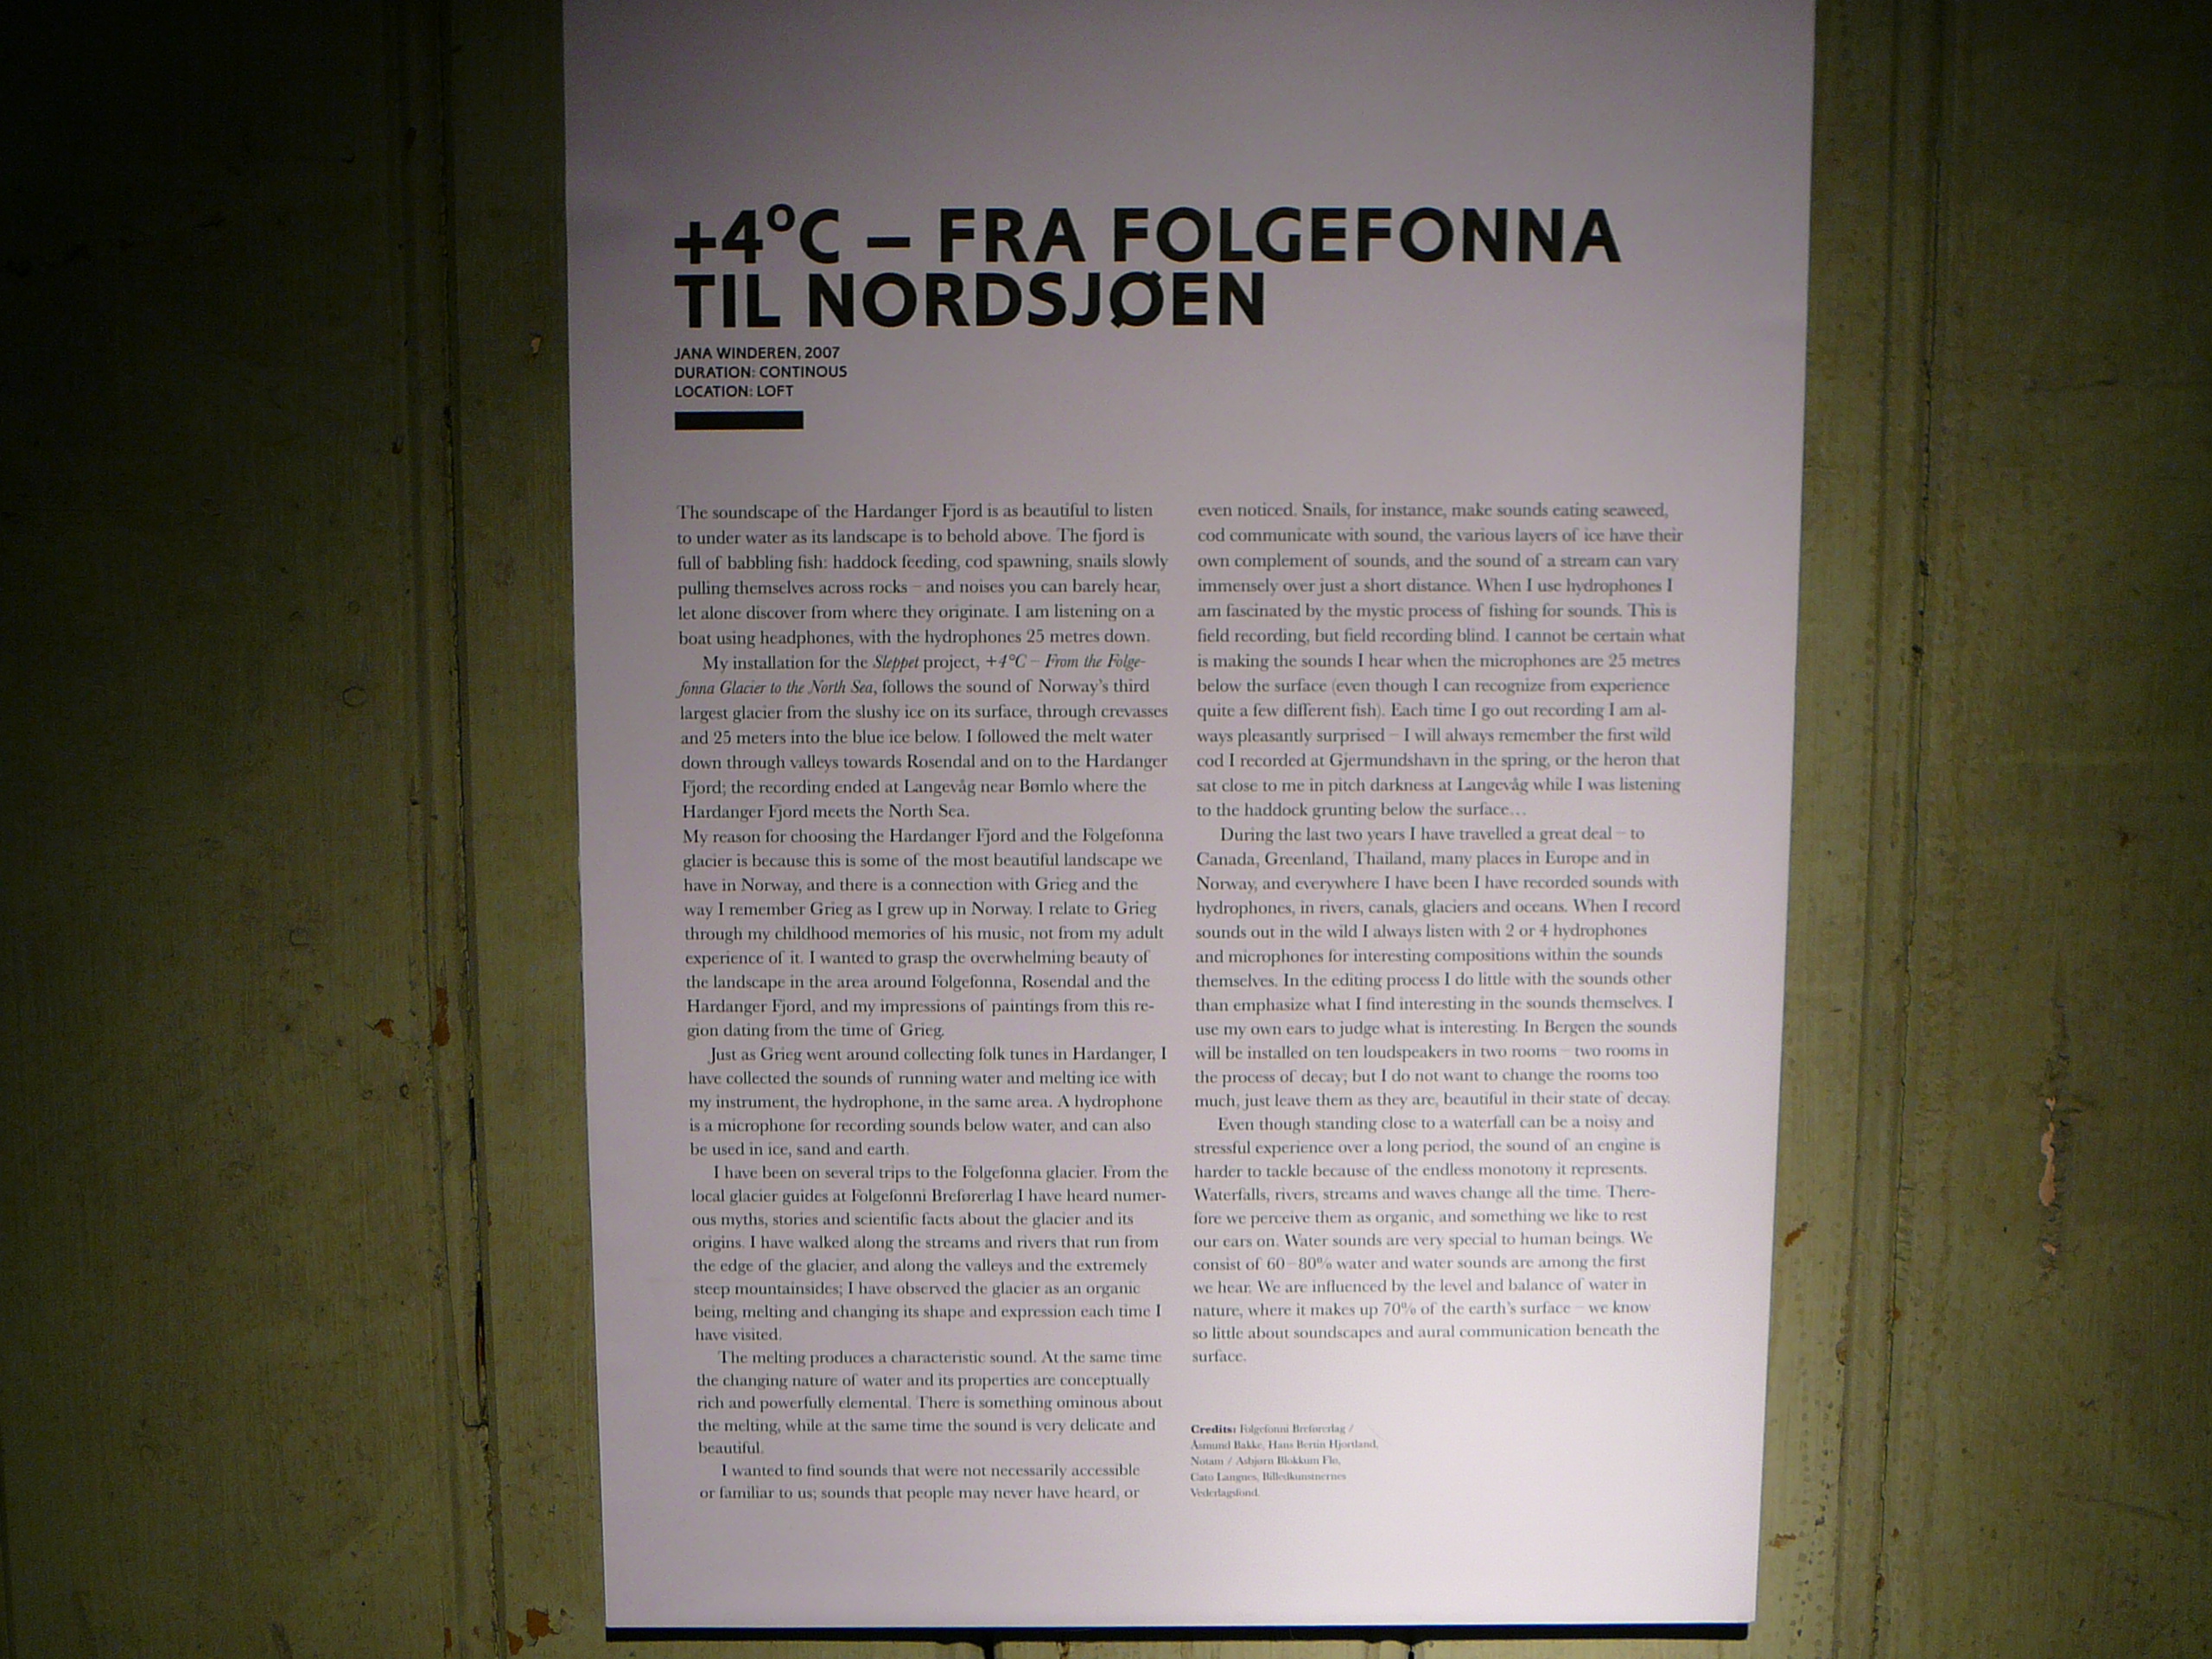 +4ºC – FRA FOLGEFONNA
TIL NORDSJØEN
JANA WINDEREN, 2007
DURATION: CONTINOUS
LOCATION: LOFT
The soundscape of the Hardanger Fjord is as beautiful to listen
to under water as its landscape is to behold above. The fjord is
full of babbling fish: haddock feeding, cod spawning, snails slowly
pulling themselves across rocks – and noises you can barely hear,
let alone discover from where they originate. I am listening on a
boat using headphones, with the hydrophones 25 metres down.
My installation for the Sleppet project, +4°C – From the Folge-
fonna Glacier to the North Sea, follows the sound of Norway's third
largest glacier from the slushy ice on its surface, through crevasses
and 25 meters into the blue ice below. I followed the melt water
down through valleys towards Rosendal and on to the Hardanger
Fjord; the recording ended at Langevåg near Bømlo where the
Hardanger Fjord meets the North Sea.
My reason for choosing the Hardanger Fjord and the Folgefonna
glacier is because this is some of the most beautiful landscape we
have in Norway, and there is a connection with Grieg and the
way I remember Grieg as I grew up in Norway. I relate to Grieg
through my childhood memories of his music, not from my adult
experience of it. I wanted to grasp the overwhelming beauty of
the landscape in the area around Folgefonna, Rosendal and the
Hardanger Fjord, and my impressions of paintings from this re-
gion dating from the time of Grieg.
Just as Grieg went around collecting folk tunes in Hardanger, I
have collected the sounds of running water and melting ice with
my instrument, the hydrophone, in the same area. A hydrophone
is a microphone for recording sounds below water, and can also
be used in ice, sand and earth.
I have been on several trips to the Folgefonna glacier. From the
local glacier guides at Folgefonni Breførerlag I have heard numer-
ous myths, stories and scientific facts about the glacier and its
origins. I have walked along the streams and rivers that run from
the edge of the glacier, and along the valleys and the extremely
steep mountainsides; I have observed the glacier as an organic
being, melting and changing its shape and expression each time I
have visited.
The melting produces a characteristic sound. At the same time
the changing nature of water and its properties are conceptually
rich and powerfully elemental. There is something ominous about
the melting, while at the same time the sound is very delicate and
beautiful.
I wanted to find sounds that were not necessarily accessible
or familiar to us; sounds that people may never have heard, or
even noticed. Snails, for instance, make sounds eating seaweed,
cod communicate with sound, the various layers of ice have their
own complement of sounds, and the sound of a stream can vary
immensely over just a short distance. When I use hydrophones I
am fascinated by the mystic process of fishing for sounds. This is
field recording, but field recording blind. I cannot be certain what
is making the sounds I hear when the microphones are 25 metres
below the surface (even though I can recognize from experience
quite a few different fish). Each time I go out recording I am al-
ways pleasantly surprised – I will always remember the first wild
cod I recorded at Gjermundshavn in the spring, or the heron that
sat close to me in pitch darkness at Langevåg while I was listening
to the haddock grunting below the surface…
During the last two years I have travelled a great deal – to
Canada, Greenland, Thailand, many places in Europe and in
Norway, and everywhere I have been I have recorded sounds with
hydrophones, in rivers, canals, glaciers and oceans. When I record
sounds out in the wild I always listen with 2 or 4 hydrophones
and microphones for interesting compositions within the sounds
themselves. In the editing process I do little with the sounds other
than emphasize what I find interesting in the sounds themselves. I
use my own ears to judge what is interesting. In Bergen the sounds
will be installed on ten loudspeakers in two rooms – two rooms in
the process of decay; but I do not want to change the rooms too
much, just leave them as they are, beautiful in their state of decay.
Even though standing close to a waterfall can be a noisy and
stressful experience over a long period, the sound of an engine is
harder to tackle because of the endless monotony it represents.
Waterfalls, rivers, streams and waves change all the time. There-
fore we perceive them as organic, and something we like to rest
our ears on. Water sounds are very special to human beings. We
consist of 60–80% water and water sounds are among the first
we hear. We are influenced by the level and balance of water in
nature, where it makes up 70% of the earth's surface – we know
so little about soundscapes and aural communication beneath the
surface.
Credits: Folgefonni Breførerlag /
Åsmund Bakke, Hans Bertin Hjortland,
Notam / Asbjørn Blokkum Flø,
Cato Langnes, Billedkunstnernes
Vederlagsfond.